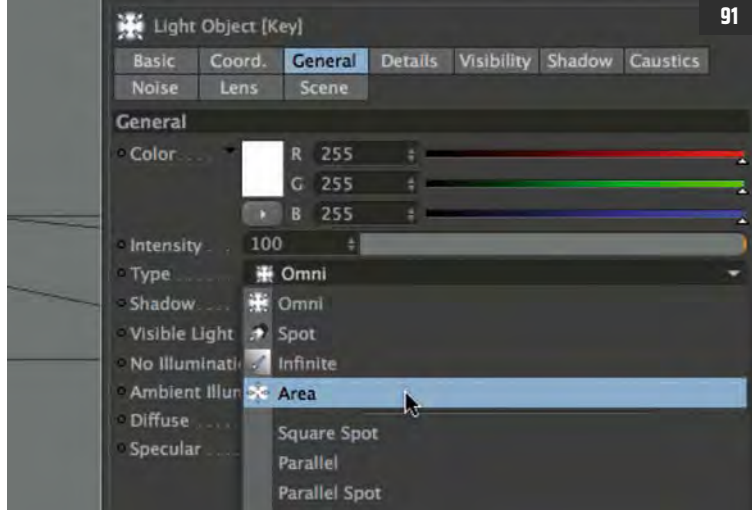 91
Light Object [Key]
Basic Coord. General Details Visibility Shadow Caustics
Noise Lens Scene
General
Color.... R 255
G 255
B 255
Intensity.. 100
Type...... Omni
Shadow.... Omni
Visible Light Spot
No Illuminati Infinite
Ambient Illun Area
Diffuse....
Specular....
Square Spot
Parallel
Parallel Spot